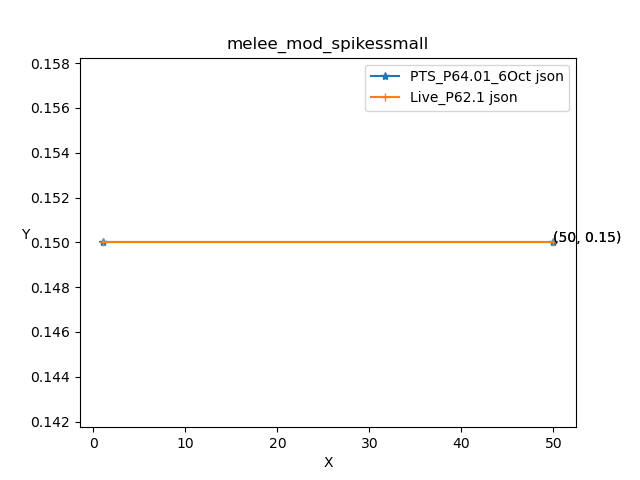 melee_mod_spikessmall
PTS_P64.01_6Oct json
Live_P62.1 json
0.158
0.156
0.154
0.152
0.150
0.148
0.146
0.144
0.142
Y
(50, 0.15)
0 10 20 30 40 50
X